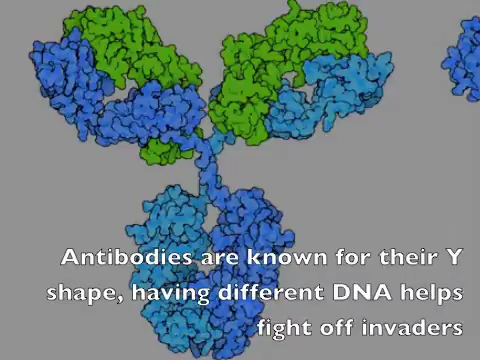 Antibodies are known for their Y
shape, having different DNA helps
fight off invaders